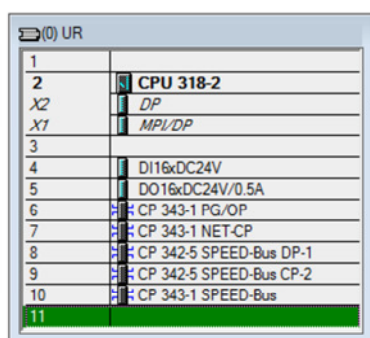 (0) UR
1
2 CPU 318-2
X2 DP
X1 MPI/DP
3
4 DI16xDC24V
5 DO16xDC24V/0.5A
6 CP 343-1 PG/OP
7 CP 343-1 NET-CP
8 CP 342-5 SPEED-Bus DP-1
9 CP 342-5 SPEED-Bus CP-2
10 CP 343-1 SPEED-Bus
11